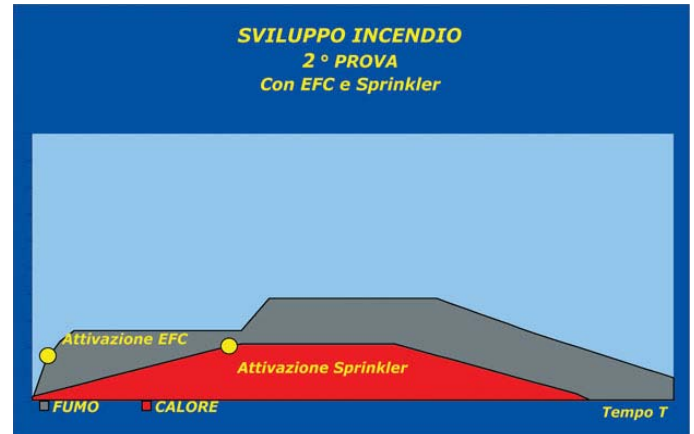 SVILUPPO INCENDIO
2° PROVA
Con EFC e Sprinkler
Attivazione EFC
Attivazione Sprinkler
FUMO
CALORE
Tempo T